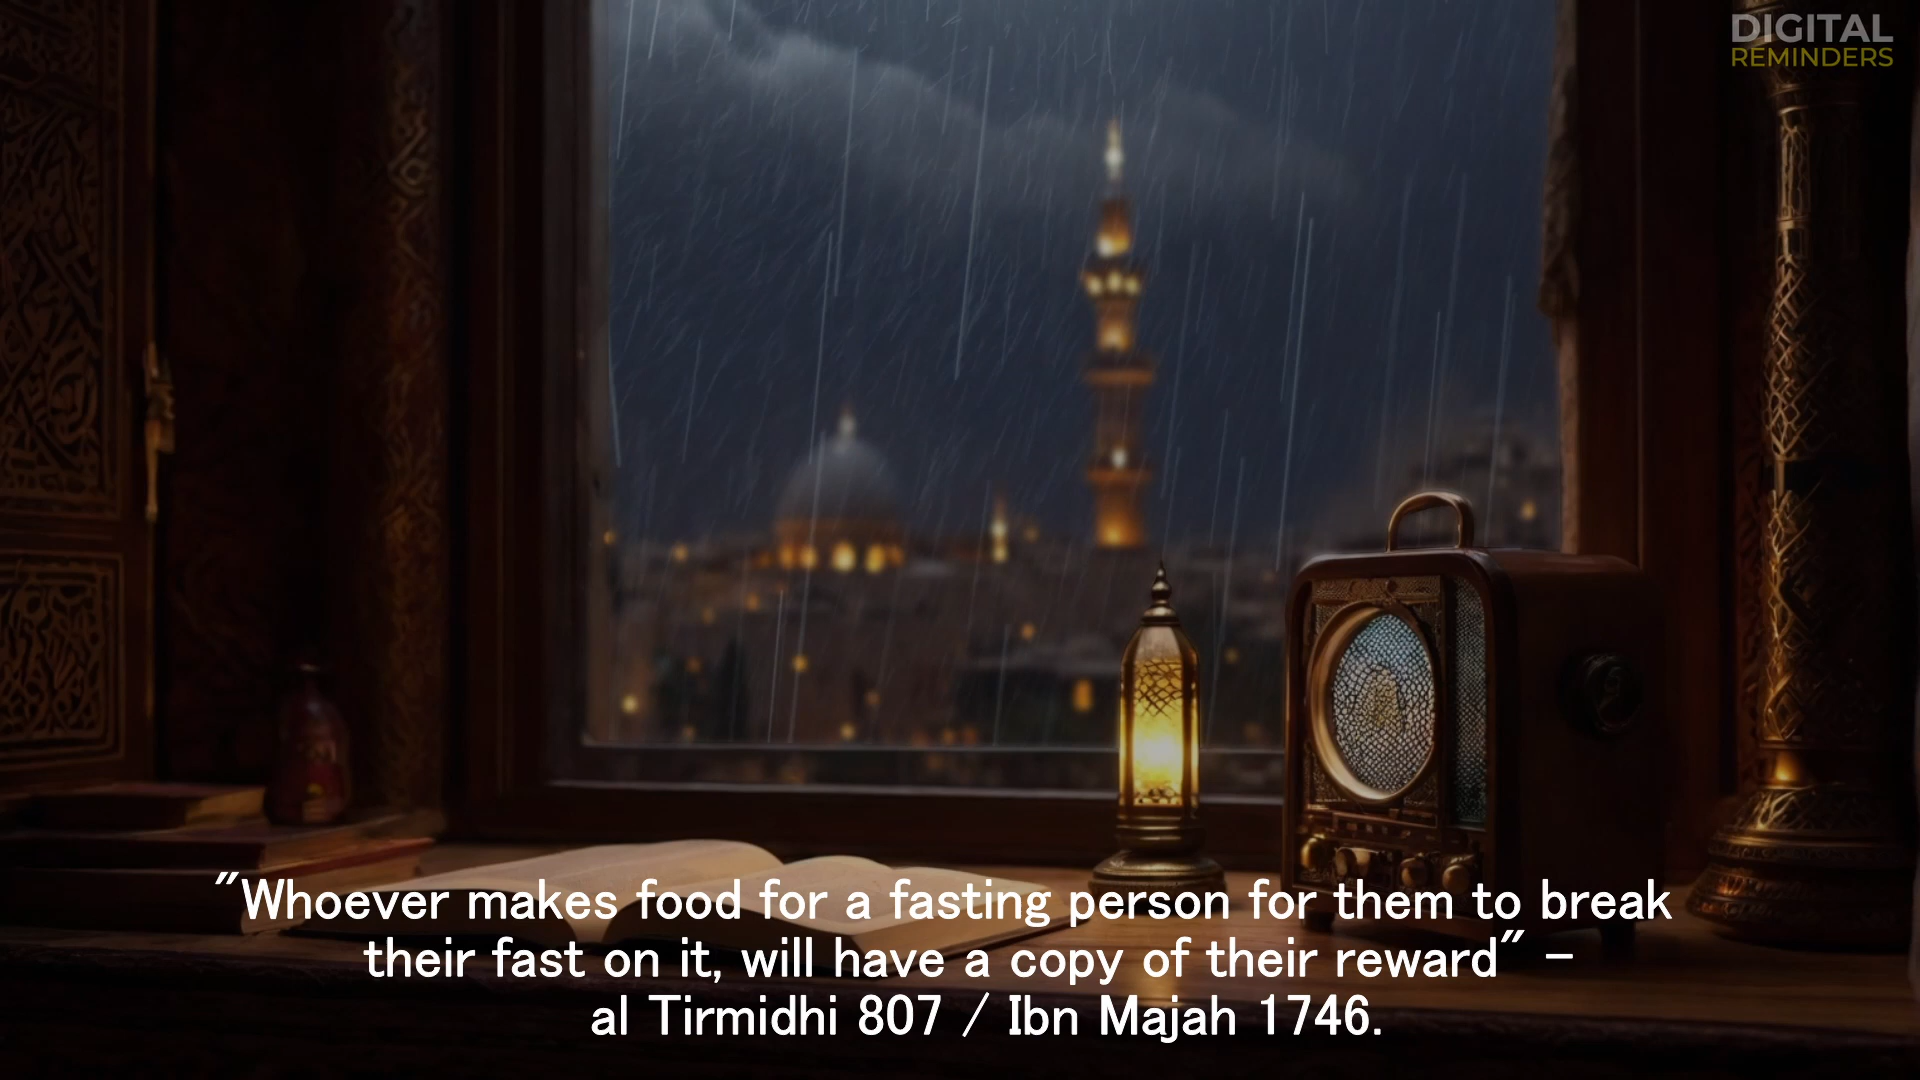 DIGITAL
REMINDERS
"Whoever makes food for a fasting person for them to break
their fast on it, will have a copy of their reward" –
al Tirmidhi 807 / Ibn Majah 1746.